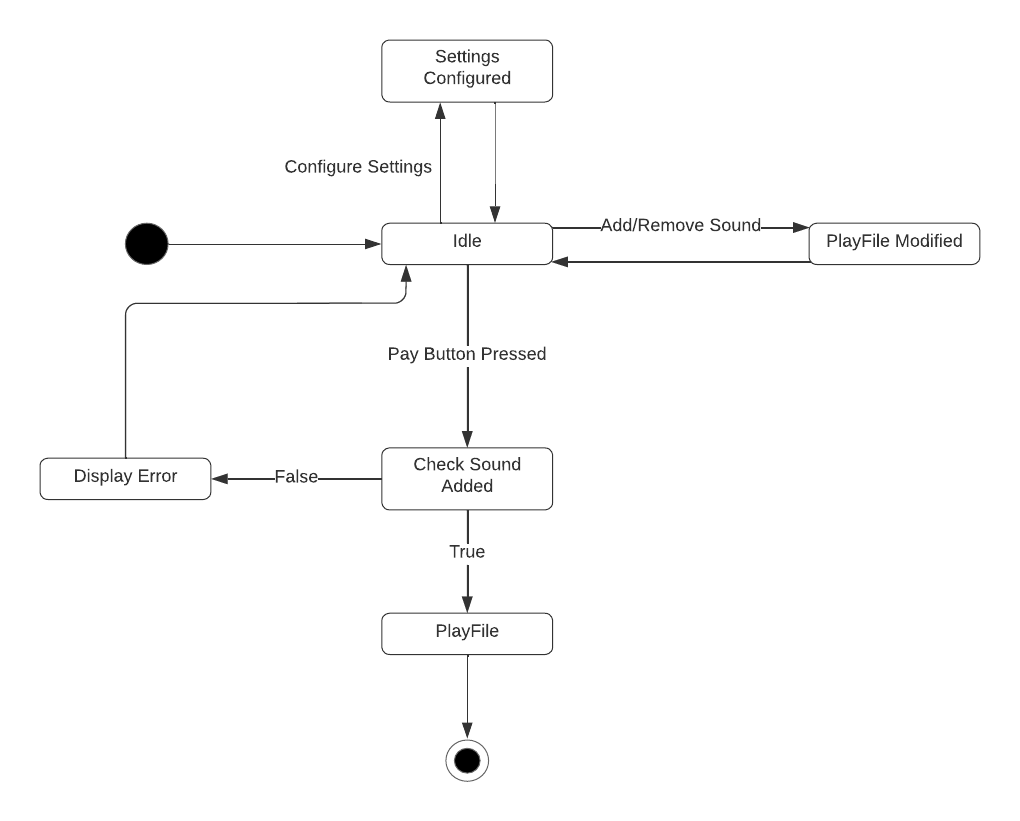 Settings
Configured
Configure Settings
Add/Remove Sound
Idle
PlayFile Modified
Pay Button Pressed
Check Sound
Added
False
Display Error
True
PlayFile